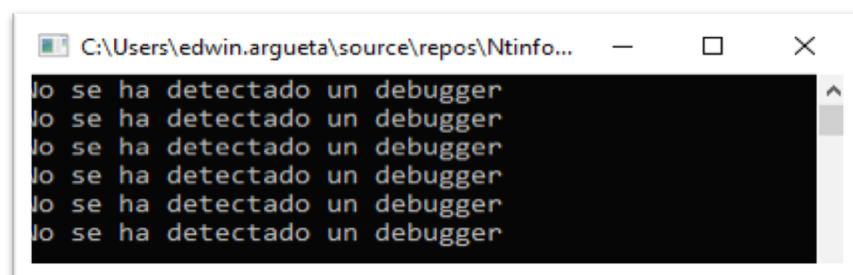 C:\Users\edwin.argueta\source\repos\Ntinfo...
No se ha detectado un debugger
No se ha detectado un debugger
No se ha detectado un debugger
No se ha detectado un debugger
No se ha detectado un debugger
No se ha detectado un debugger